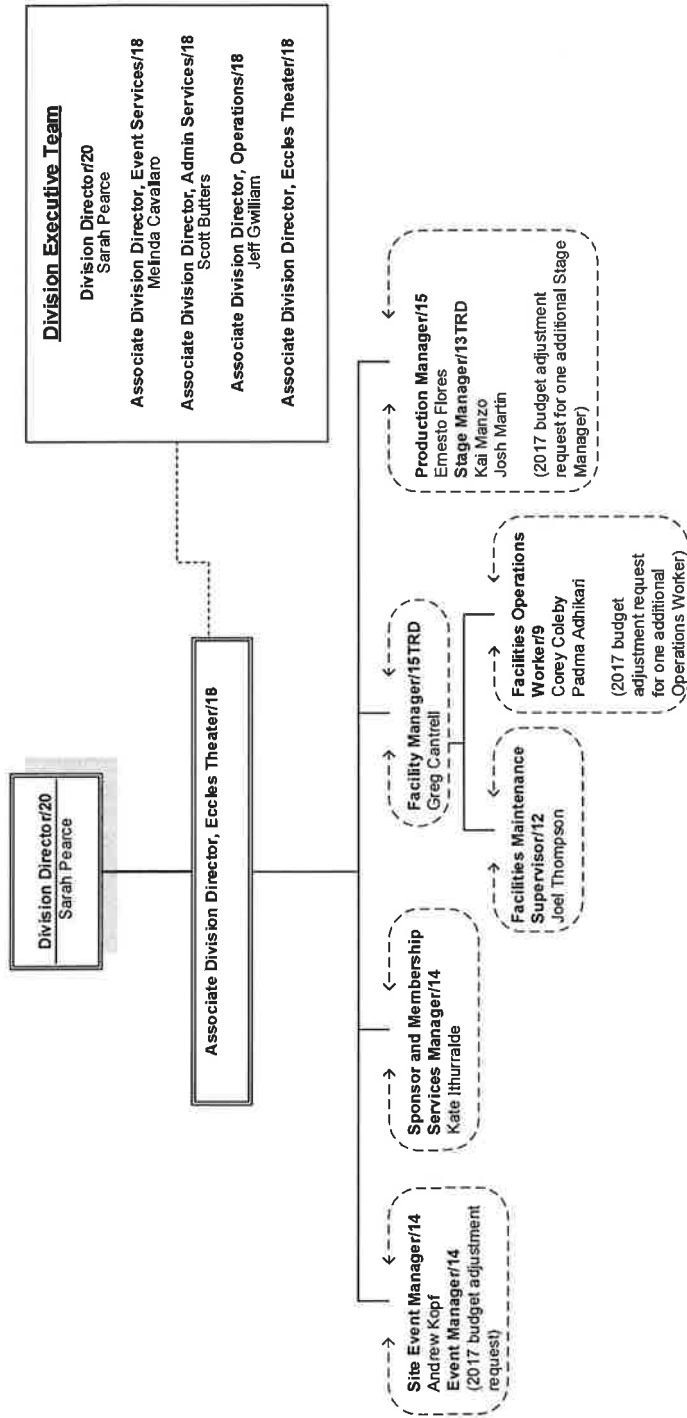 Division Director/20
Sarah Pearce
Division Executive Team
Division Director/20
Sarah Pearce
Associate Division Director, Event Services/18
Melinda Cavallaro
Associate Division Director, Admin Services/18
Scott Butters
Associate Division Director, Operations/18
Jeff Gwilliam
Associate Division Director, Eccles Theater/18
Associate Division Director, Eccles Theater/18
Site Event Manager/14
Andrew Kopf
Event Manager/14
(2017 budget adjustment
request)
Sponsor and Membership
Services Manager/14
Kate Ithurralde
Facility Manager/15TRD
Greg Cantrell
Facilities Maintenance
Supervisor/12
Joel Thompson
Facilities Operations
Worker/9
Corey Coleby
Padma Adhikari
(2017 budget
adjustment request
for one additional
Operations Worker)
Production Manager/15
Ernesto Flores
Stage Manager/13TRD
Kai Manzo
Josh Martin
(2017 budget adjustment
request for one additional Stage
Manager)